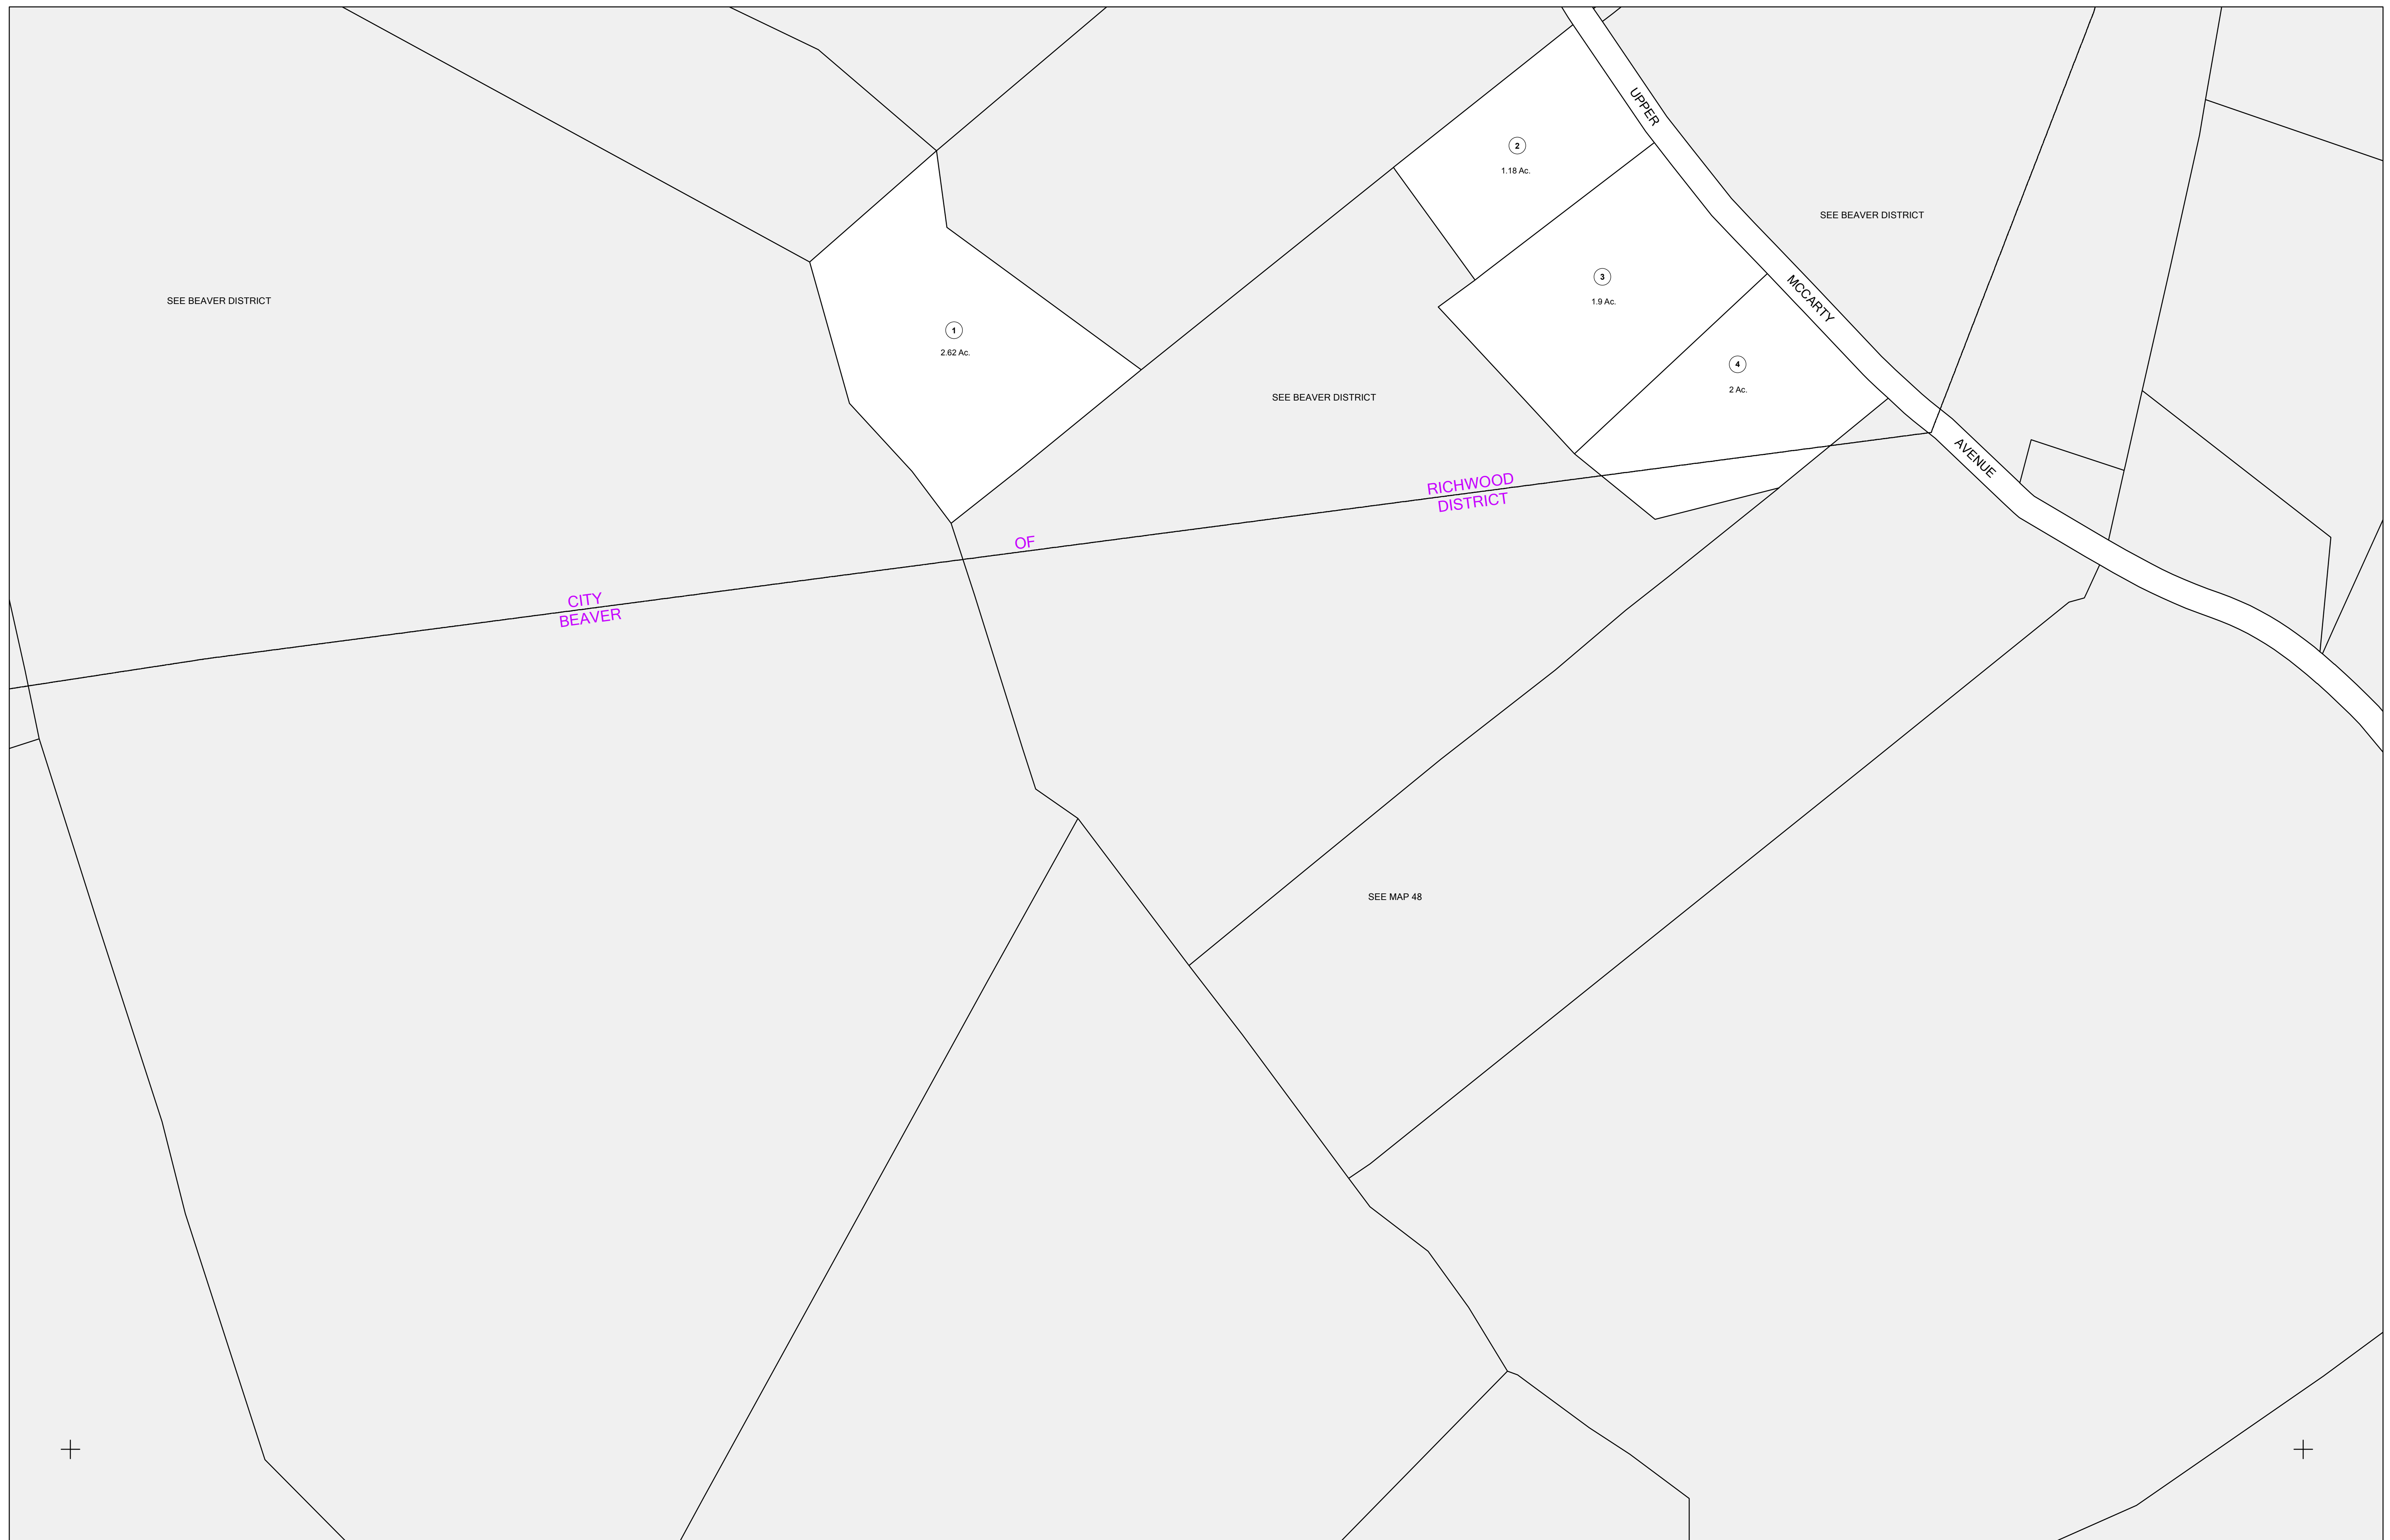 UPPER
2
1.18 Ac.
SEE BEAVER DISTRICT
3
1.9 Ac.
MCCARTY
SEE BEAVER DISTRICT
1
2.62 Ac.
4
2 Ac.
SEE BEAVER DISTRICT
AVENUE
CITY OF RICHWOOD
BEAVER DISTRICT
SEE MAP 48